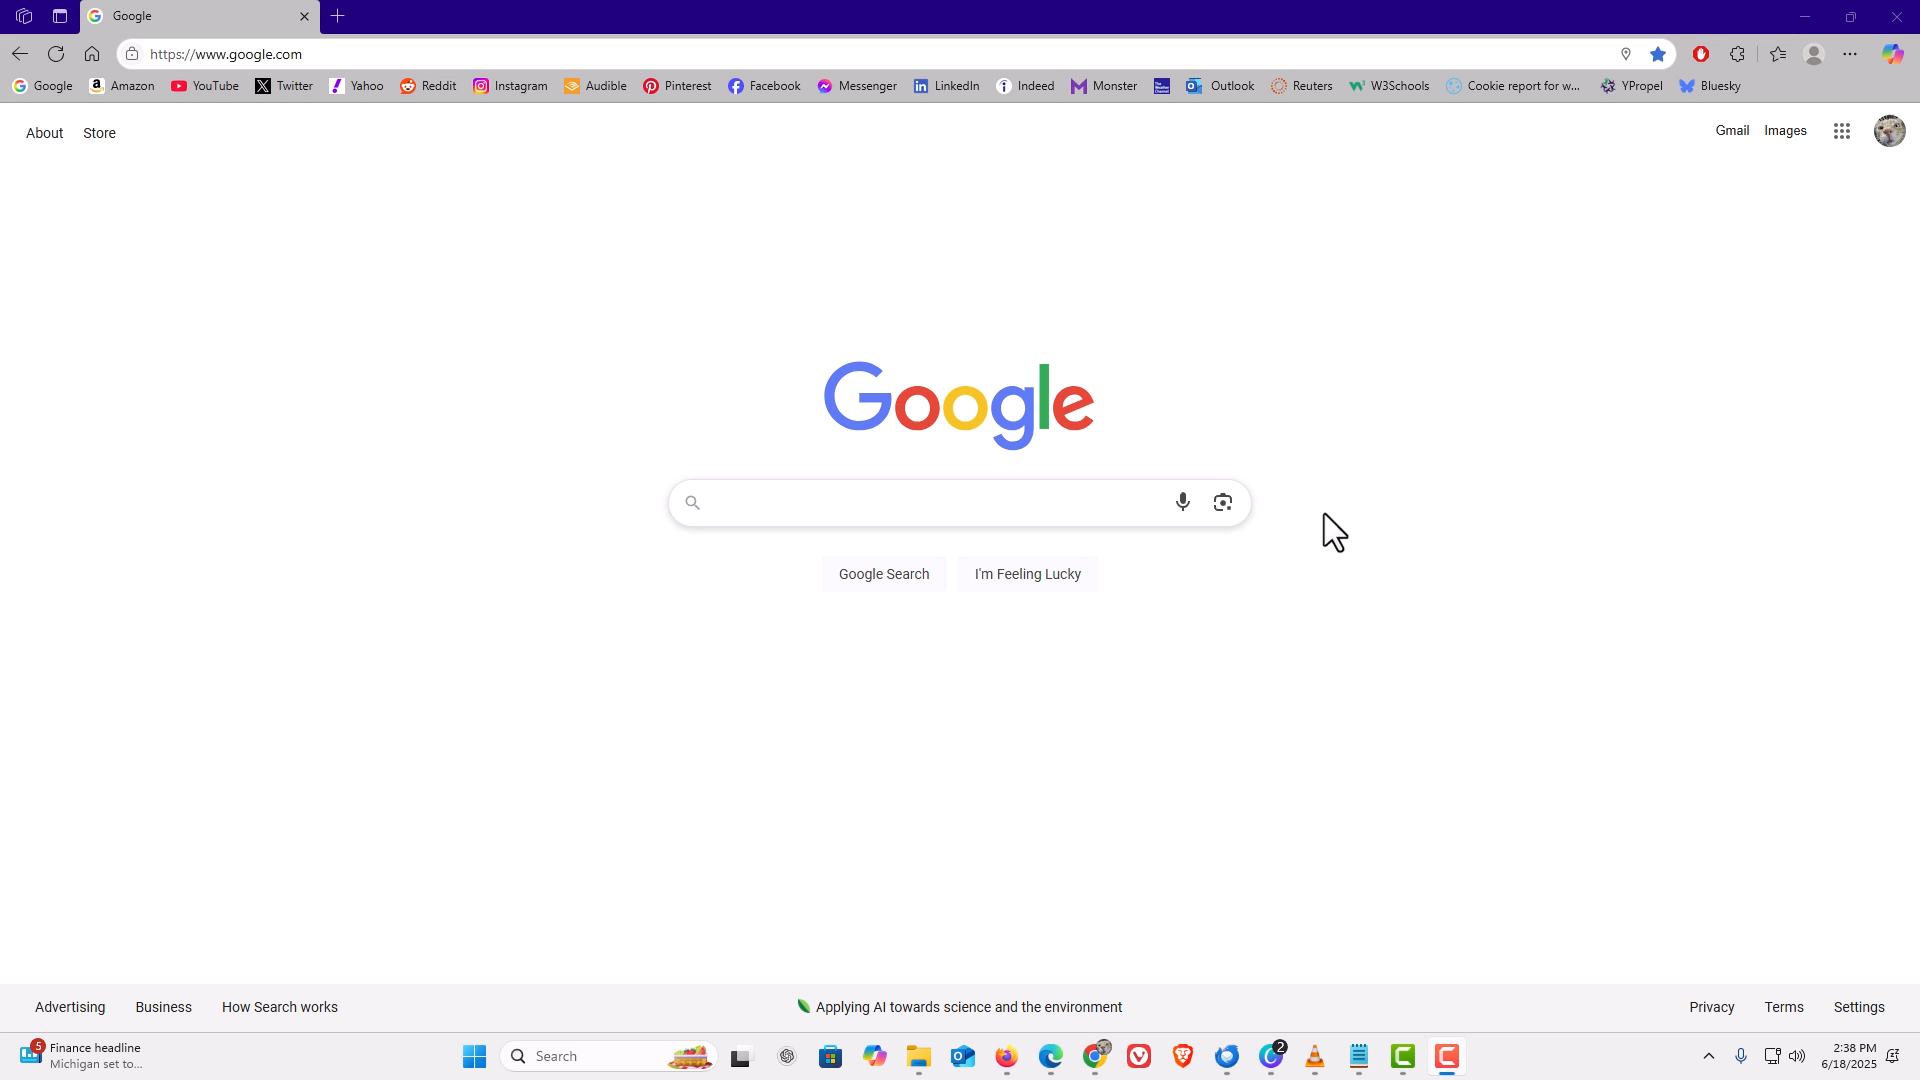 Google
https://www.google.com
Google Amazon YouTube Twitter Yahoo Reddit Instagram Audible Pinterest Facebook Messenger LinkedIn Indeed Monster Outlook Reuters W3Schools Cookie report for w... YPropel Bluesky
About Store Gmail Images
Google
Google Search I'm Feeling Lucky
Advertising Business How Search works Applying AI towards science and the environment Privacy Terms Settings
5 Finance headline
Michigan set to...
Search
2
2:38 PM
6/18/2025